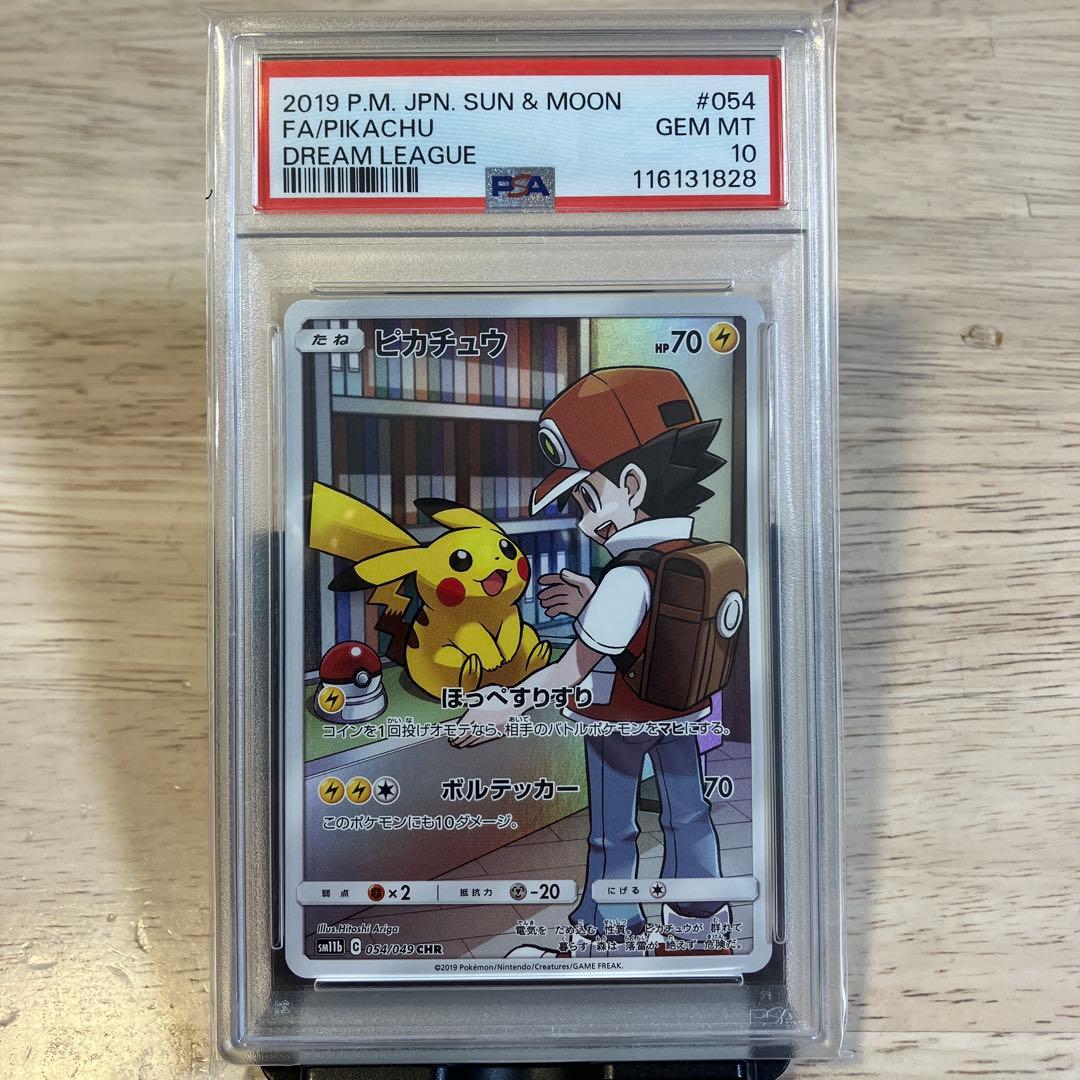 2019 P.M. JPN. SUN & MOON #054
FA/PIKACHU GEM MT
DREAM LEAGUE 10
PSA 116131828
たね ピカチュウ HP70
ほっぺすりすり
コインを1回投げオモテなら、相手のバトルポケモンをマヒにする。
ボルテッカー 70
このポケモンにも10ダメージ。
弱点 ×2 抵抗力 -20 にげる
Illus.Hitoshi Ariga
電気を ため込む 性質。 ピカチュウが 群れて
暮らす 森は 落雷が 絶えず 危険だ。
sm11b C 054/049 CHR
©2019 Pokémon/Nintendo/Creatures/GAME FREAK.
PSA